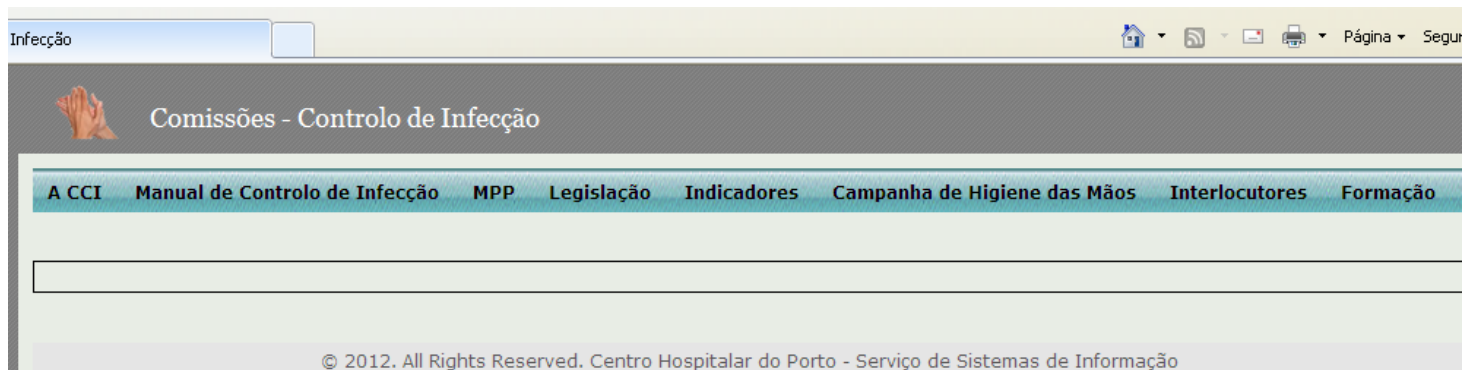 Infecção
Página Segur
Comissões - Controlo de Infecção
A CCI Manual de Controlo de Infecção MPP Legislação Indicadores Campanha de Higiene das Mãos Interlocutores Formação
© 2012. All Rights Reserved. Centro Hospitalar do Porto - Serviço de Sistemas de Informação